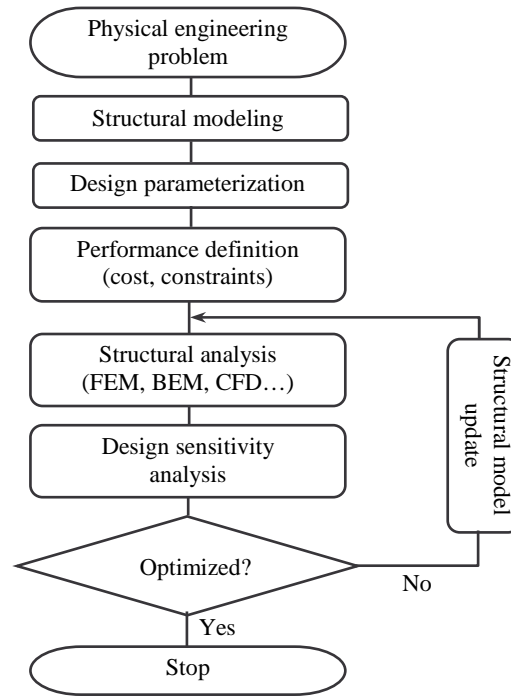 Physical engineering
problem
Structural modeling
Design parameterization
Performance definition
(cost, constraints)
Structural analysis
(FEM, BEM, CFD…)
Design sensitivity
analysis
Structural model
update
Optimized?
No
Yes
Stop